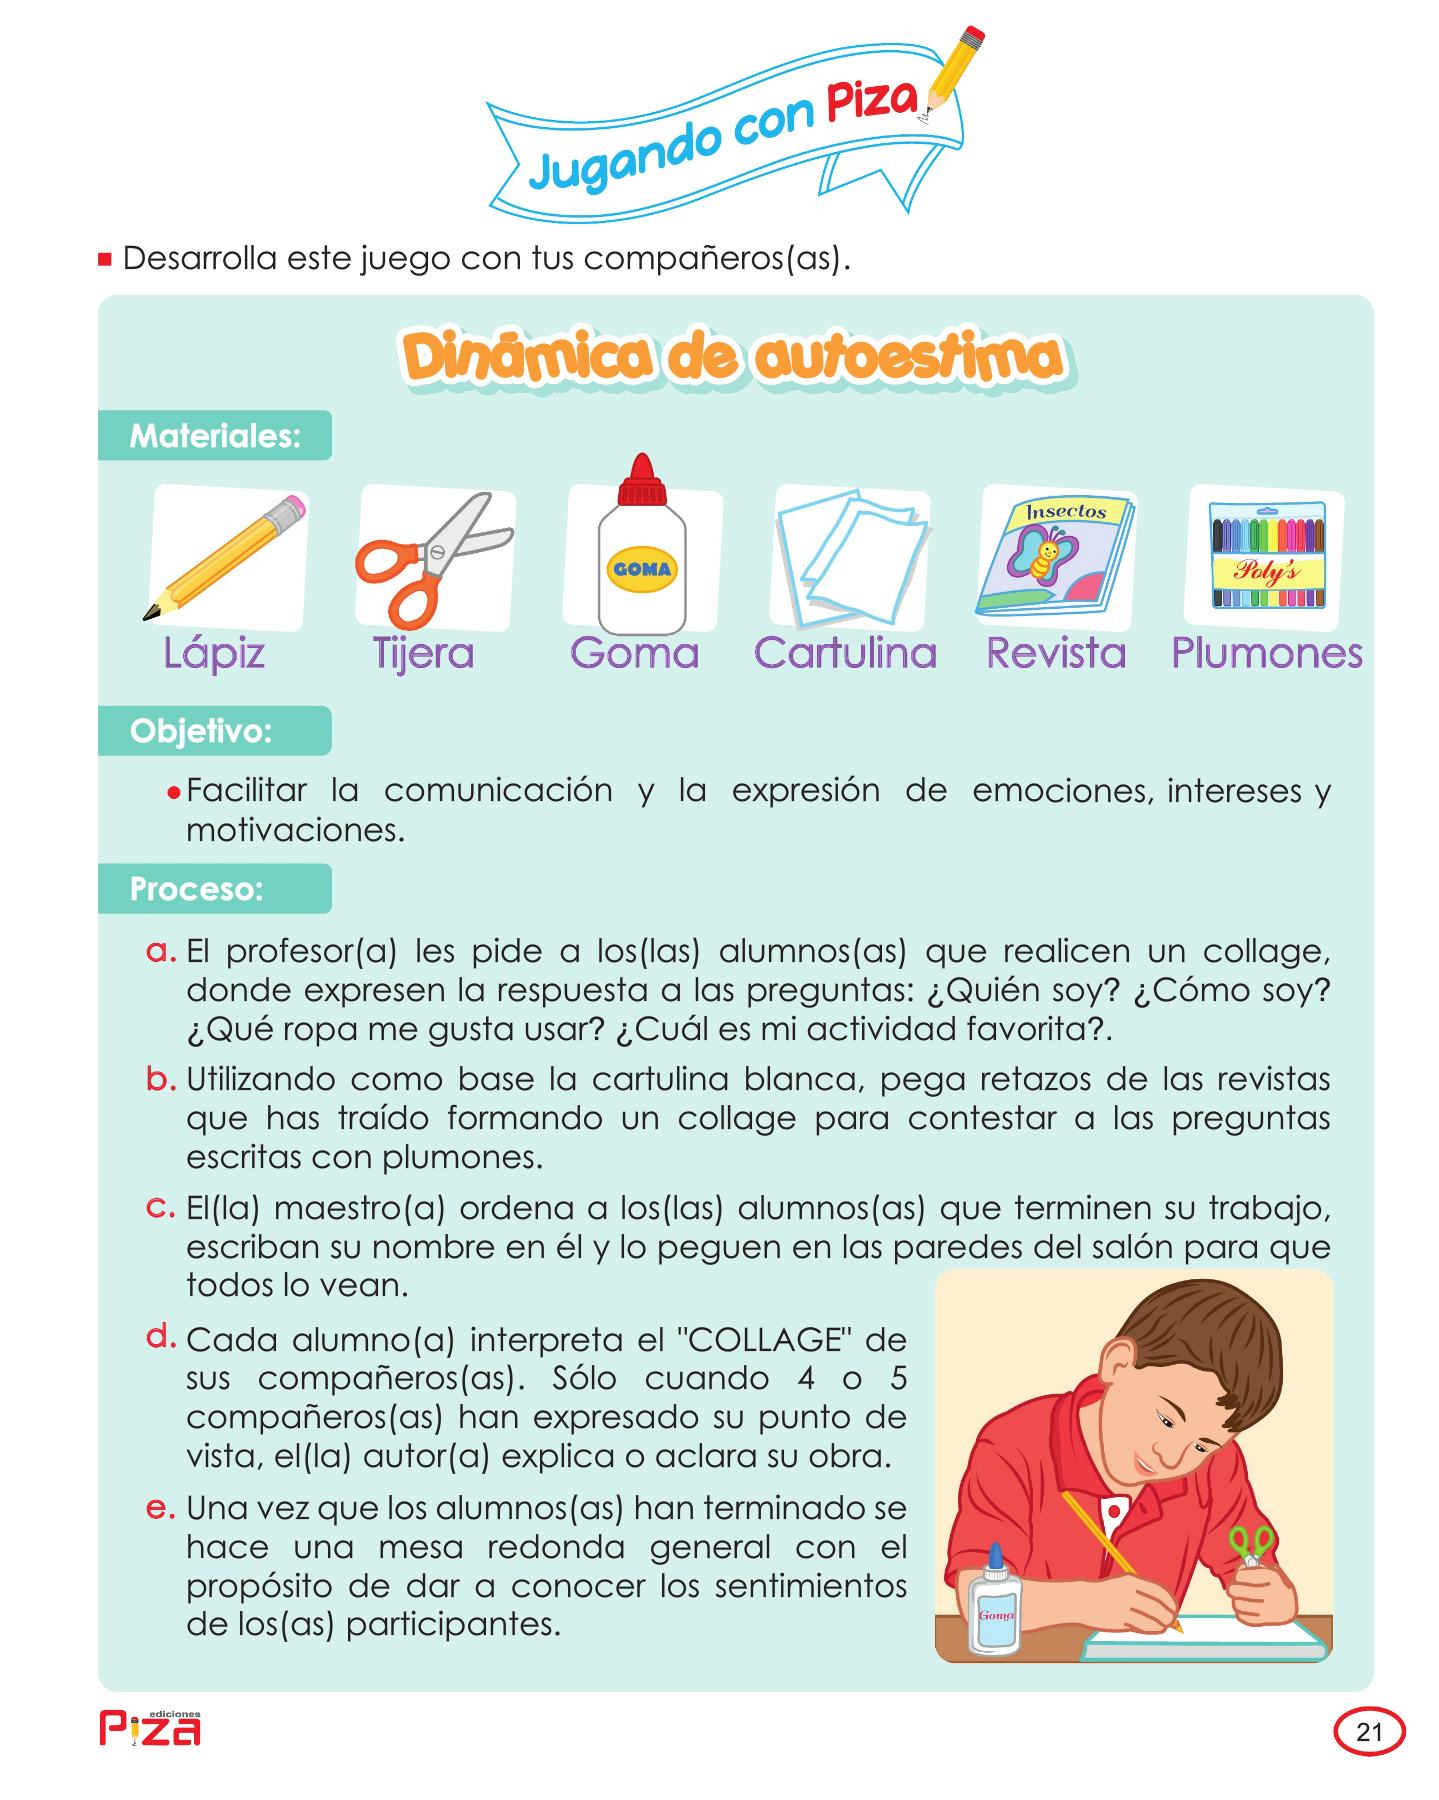 Jugando con Piza
Desarrolla este juego con tus compañeros(as).
Dinámica de autoestima
Materiales:
GOMA
Insectos
Poly's
Lápiz Tijera Goma Cartulina Revista Plumones
Objetivo:
Facilitar la comunicación y la expresión de emociones, intereses y
motivaciones.
Proceso:
a. El profesor(a) les pide a los(las) alumnos(as) que realicen un collage,
donde expresen la respuesta a las preguntas: ¿Quién soy? ¿Cómo soy?
¿Qué ropa me gusta usar? ¿Cuál es mi actividad favorita?.
b. Utilizando como base la cartulina blanca, pega retazos de las revistas
que has traído formando un collage para contestar a las preguntas
escritas con plumones.
c. El(la) maestro(a) ordena a los(las) alumnos(as) que terminen su trabajo,
escriban su nombre en él y lo peguen en las paredes del salón para que
todos lo vean.
d. Cada alumno(a) interpreta el "COLLAGE" de
sus compañeros(as). Sólo cuando 4 o 5
compañeros(as) han expresado su punto de
vista, el(la) autor(a) explica o aclara su obra.
e. Una vez que los alumnos(as) han terminado se
hace una mesa redonda general con el
propósito de dar a conocer los sentimientos
de los(as) participantes.
Goma
ediciones
Piza
21